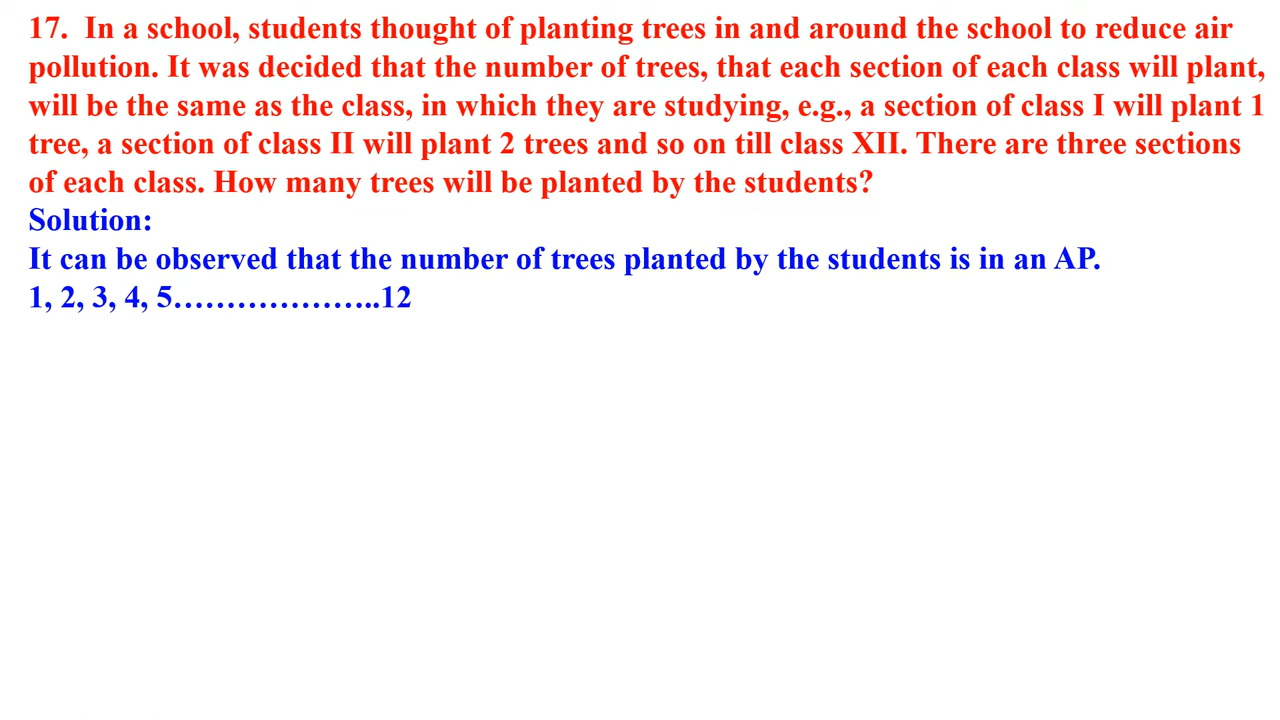 17.  In a school, students thought of planting trees in and around the school to reduce air
pollution. It was decided that the number of trees, that each section of each class will plant,
will be the same as the class, in which they are studying, e.g., a section of class I will plant 1
tree, a section of class II will plant 2 trees and so on till class XII. There are three sections
of each class. How many trees will be planted by the students?
Solution:
It can be observed that the number of trees planted by the students is in an AP.
1, 2, 3, 4, 5…………………..12